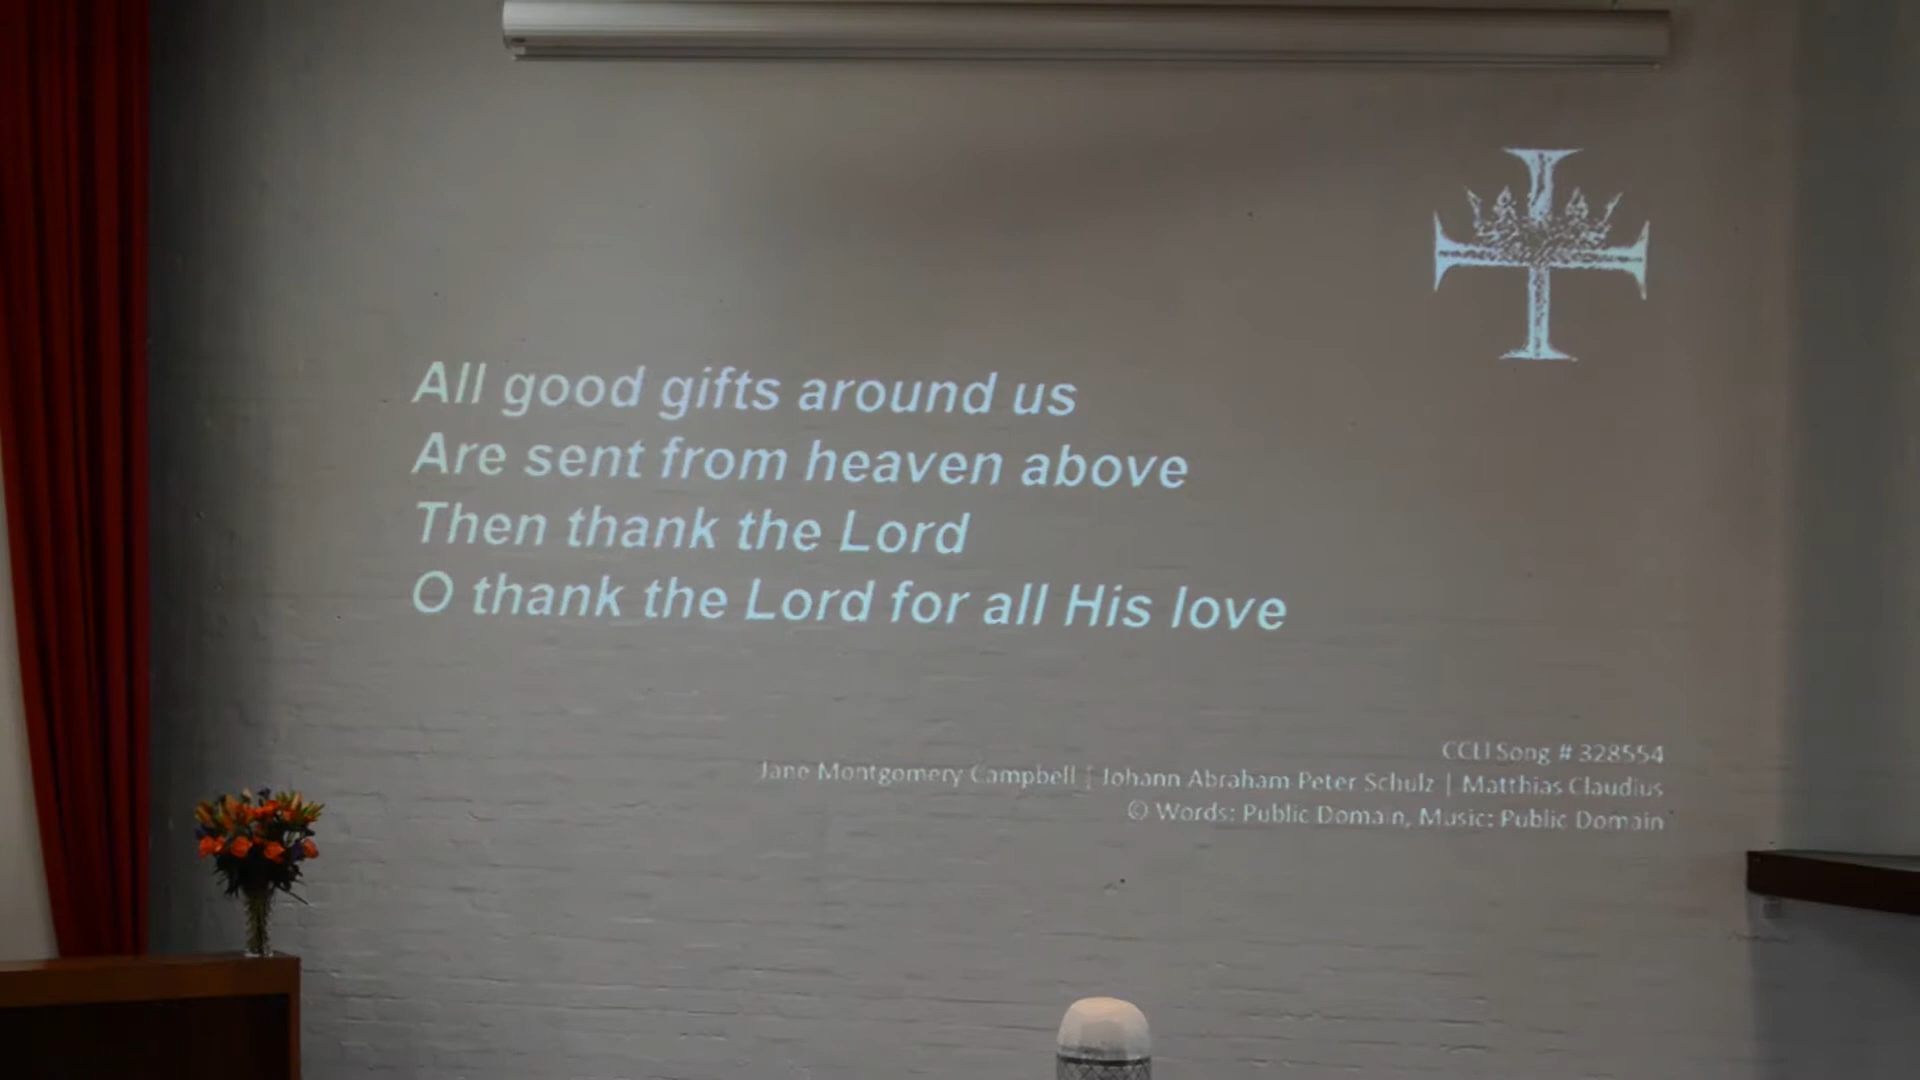 All good gifts around us
Are sent from heaven above
Then thank the Lord
O thank the Lord for all His love
CCLI Song # 328554
Jane Montgomery Campbell | Johann Abraham Peter Schulz | Matthias Claudius
© Words: Public Domain, Music: Public Domain